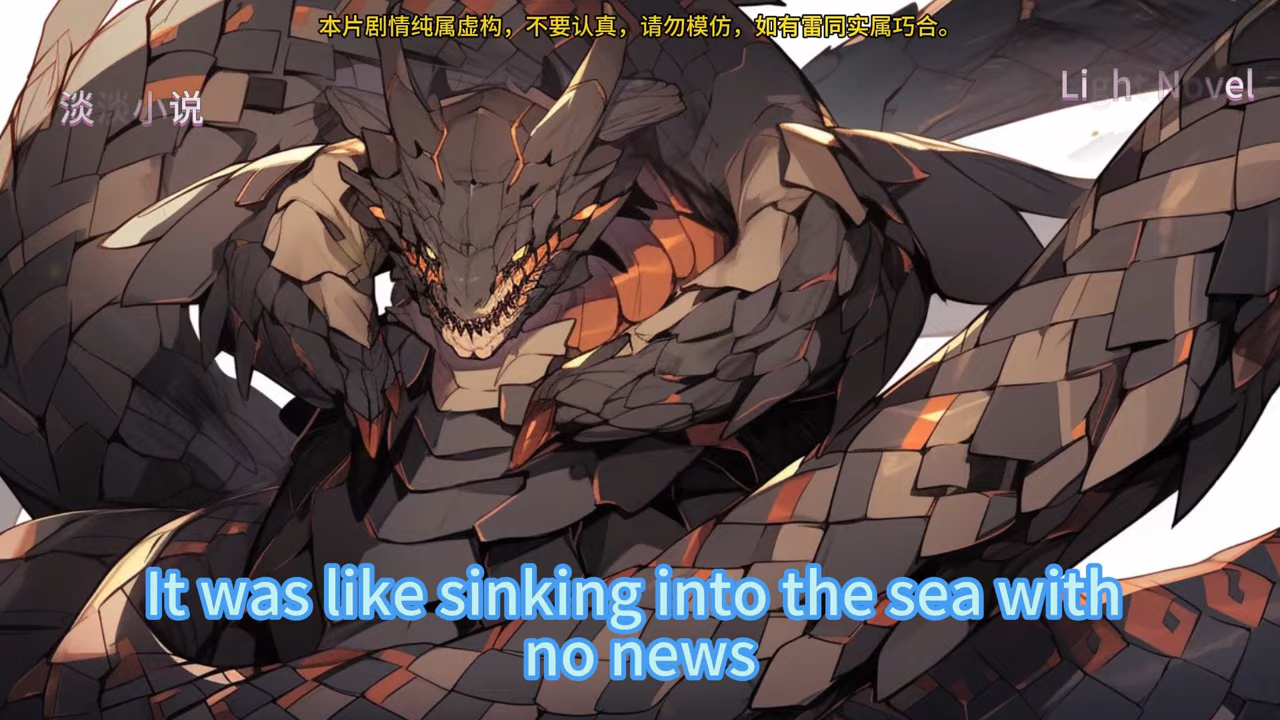 本片剧情纯属虚构，不要认真，请勿模仿，如有雷同实属巧合。
淡淡小说
Light Novel
It was like sinking into the sea with
no news